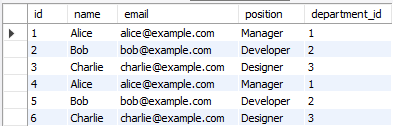 id name email position department_id
1 Alice alice@example.com Manager 1
2 Bob bob@example.com Developer 2
3 Charlie charlie@example.com Designer 3
4 Alice alice@example.com Manager 1
5 Bob bob@example.com Developer 2
6 Charlie charlie@example.com Designer 3